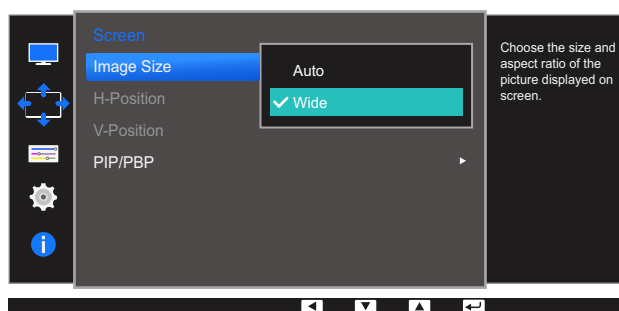 Screen
Image Size
H-Position
V-Position
PIP/PBP
Auto
Wide
Choose the size and
aspect ratio of the
picture displayed on
screen.